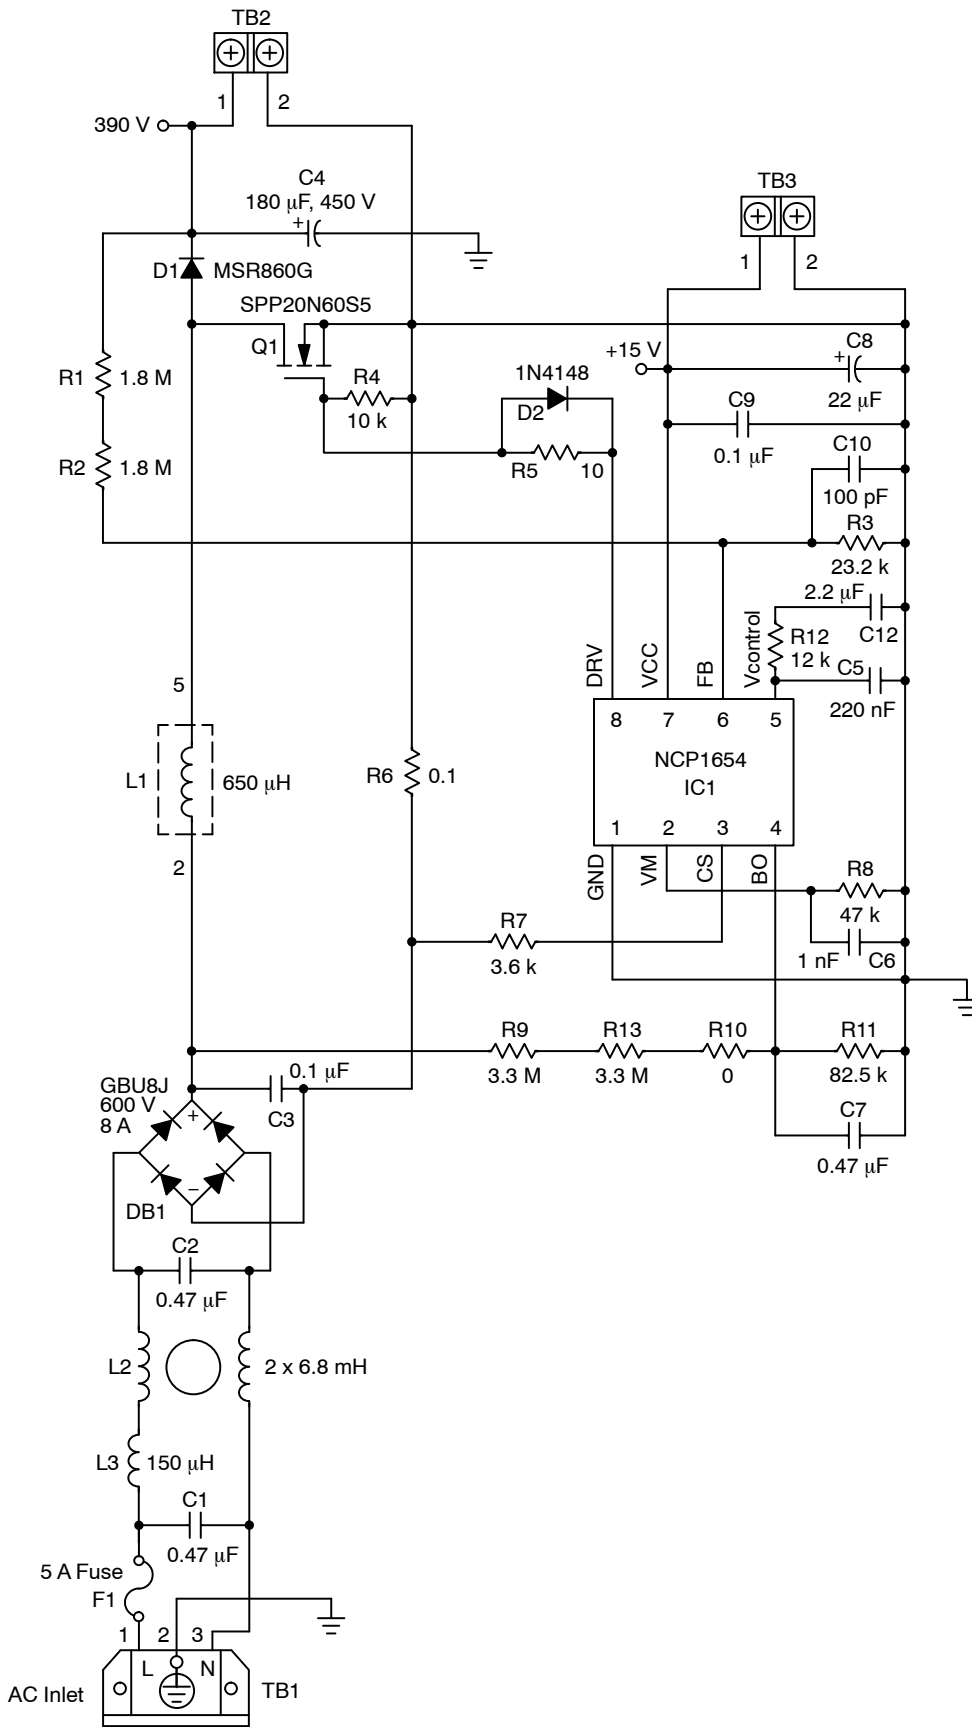 TB2
1
2
390 V
C4
180 μF, 450 V
+
TB3
1
2
D1
MSR860G
SPP20N60S5
Q1
R1
1.8 M
R4
10 k
+15 V
C8
+
22 μF
1N4148
D2
C9
0.1 μF
R2
1.8 M
R5
10
C10
100 pF
R3
23.2 k
2.2 μF
C12
R12
12 k
C5
220 nF
DRV
VCC
FB
Vcontrol
5
8
7
6
5
NCP1654
IC1
1
2
3
4
GND
VM
CS
BO
L1
650 μH
2
R6
0.1
R8
47 k
R7
3.6 k
1 nF
C6
R9
3.3 M
R13
3.3 M
R10
0
R11
82.5 k
GBU8J
600 V
8 A
0.1 μF
C3
+
−
DB1
C7
0.47 μF
C2
0.47 μF
L2
2 x 6.8 mH
L3
150 μH
C1
0.47 μF
5 A Fuse
F1
1
2
3
L
N
AC Inlet
TB1